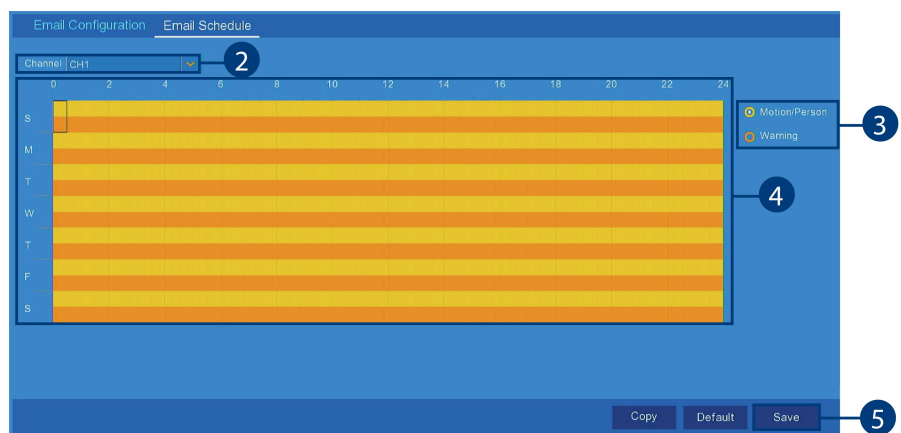 Email Configuration Email Schedule
Channel CH1 2
0 2 4 6 8 10 12 14 16 18 20 22 24
S
Motion/Person
3
Warning
M
T
4
W
T
F
S
Copy Default Save 5